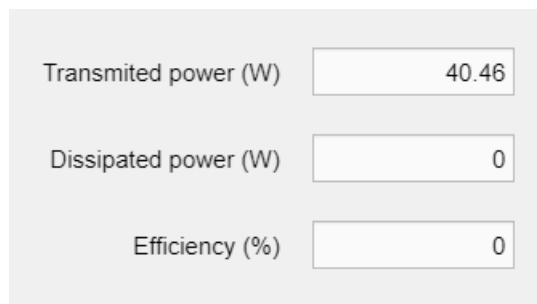 Transmited power (W) 40.46
Dissipated power (W) 0
Efficiency (%) 0